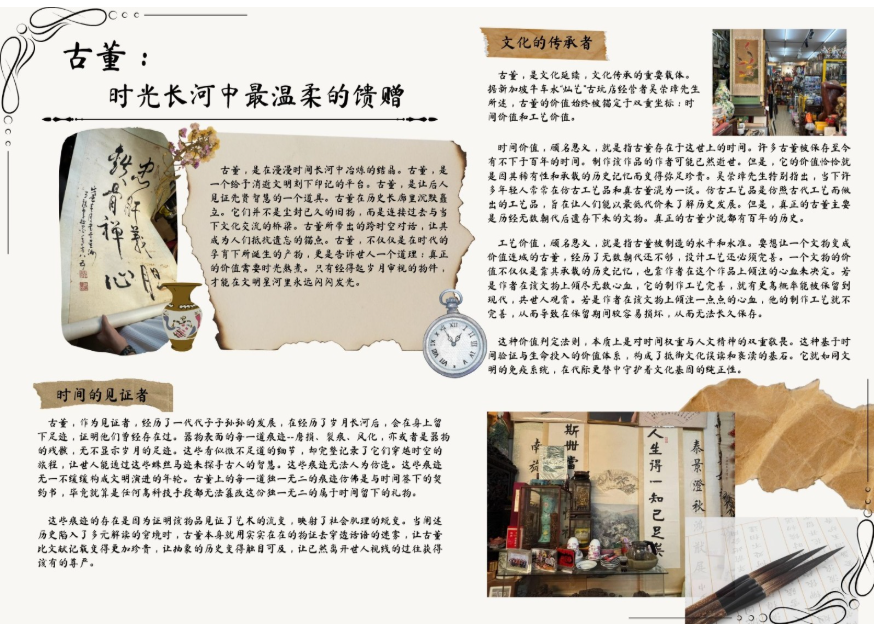 古董：
时光长河中最温柔的馈赠
古董，是在漫漫时间长河中冶炼的结晶。古董，是
一个给于消逝文明刻下印记的平台。古董，是让后人
见证先贤智慧的一个道具。古董在历史长廊里沉默矗
立。它们并不是尘封已久的旧物，而是连接过去与当
下文化交流的桥梁。古董所带出的跨时空对话，让其
成为人们抵抗遗忘的锚点。古董，不仅仅是在时代的
孕育下所诞生的产物，更是告诉世人一个道理：真正
的价值需要时光熬煮。只有经得起岁月审视的物件，
才能在文明星河里永远闪闪发光。
时间的见证者
古董，作为见证者，经历了一代代子子孙孙的发展，在经历了岁月长河后，会在身上留
下足迹，证明他们曾经存在过。器物表面的每一道痕迹--磨损、裂痕、风化，亦或者是器物
的残骸，无不显示岁月的足迹。这些看似微不足道的细节，却完整记录了它们穿越时空的
旅程，让世人能透过这些蛛丝马迹来探寻古人的智慧。这些痕迹无法人为仿造。这些痕迹
无一不缓缓构成文明演进的年轮。古董上的每一道独一无二的痕迹仿佛是与时间签下的契
约书，毕竟就算是任何高科技手段都无法篡改这份独一无二的属于时间留下的礼物。
这些痕迹的存在是因为证明该物品见证了艺术的流变，映射了社会肌理的蜕变。当阐述
历史陷入了多元解读的窘境时，古董本身就用实实在在的物证去穿透话语的迷雾，让古董
比文献记载变得更加珍贵，让抽象的历史变得触目可及，让已然离开世人视线的过往获得
该有的尊严。
文化的传承者
古董，是文化延续，文化传承的重要载体。
据新加坡牛车水“灿艺”古玩店经营者吴荣璋先生
所述，古董的价值始终被锚定于双重坐标：时
间价值和工艺价值。
时间价值，顾名思义，就是指古董存在于这世上的时间。许多古董被保存至今
有不下于百年的时间。制作该作品的作者可能已然逝世。但是，它的价值恰恰就
是因其稀有性和承载的历史记忆而变得弥足珍贵。吴荣璋先生特别指出，当下许
多年轻人常常在仿古工艺品和真古董混为一谈。仿古工艺品是仿照古代工艺而做
出的工艺品，旨在让人们能以最低代价来了解历史发展。但是，真正的古董主要
是历经无数朝代后遗存下来的文物。真正的古董少说都有百年的历史。
工艺价值，顾名思义，就是指古董被制造的水平和水准。要想让一个文物变成
价值连城的古董，经历了无数朝代还不够，设计工艺还必须完善。一个文物的价
值不仅仅是靠其承载的历史记忆，也靠作者在这个作品上倾注的心血来决定。若
是作者在该文物上倾尽无数心血，它的制作工艺完善，就有更高概率能被保留到
现代，共世人观赏。若是作者在该文物上倾注一点点的心血，他的制作工艺就不
完善，从而导致在保留期间较容易损坏，从而无法长久保存。
这种价值判定法则，本质上是对时间权重与人文精神的双重敬畏。这种基于时
间验证与生命投入的价值体系，构成了抵御文化误读和亵渎的基石。它就如同文
明的免疫系统，在代际更替中守护着文化基因的纯正性。
人生得一知己足矣
斯世当
秦景澄秋